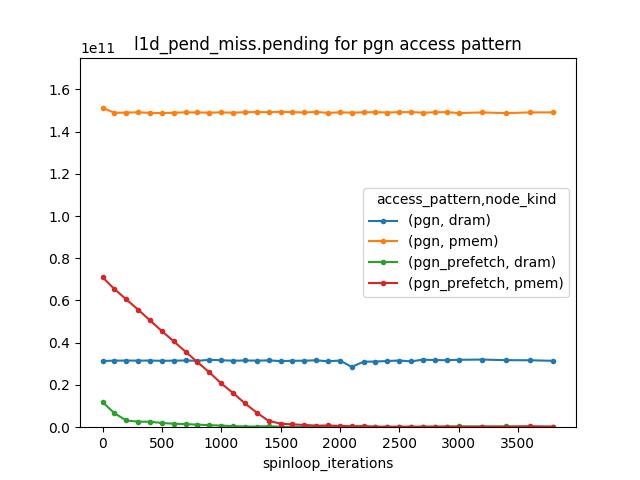 l1d_pend_miss.pending for pgn access pattern
1e11
1.6
1.4
1.2
1.0
0.8
0.6
0.4
0.2
0.0
access_pattern,node_kind
(pgn, dram)
(pgn, pmem)
(pgn_prefetch, dram)
(pgn_prefetch, pmem)
0 500 1000 1500 2000 2500 3000 3500
spinloop_iterations